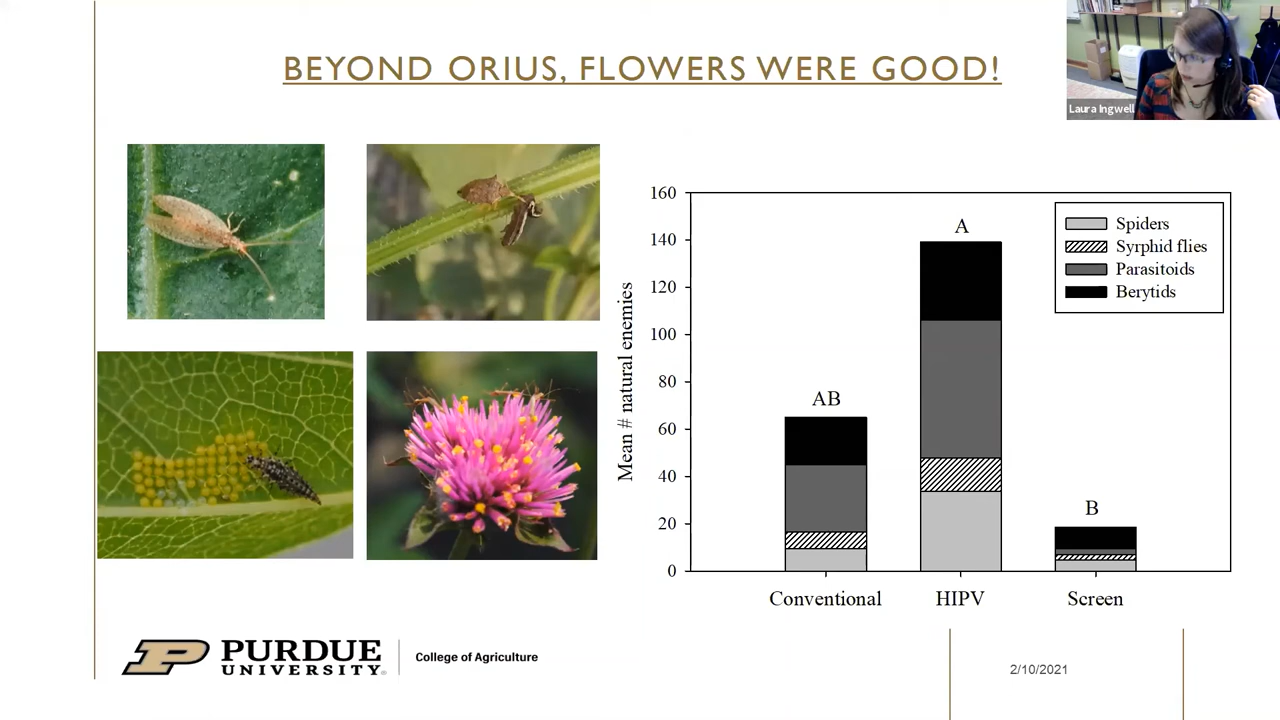 BEYOND ORIUS, FLOWERS WERE GOOD!
Laura Ingwell
160
140
120
100
80
60
40
20
0
Mean # natural enemies
Spiders
Syrphid flies
Parasitoids
Berytids
AB
A
B
Conventional
HIPV
Screen
PURDUE
UNIVERSITY®
College of Agriculture
2/10/2021